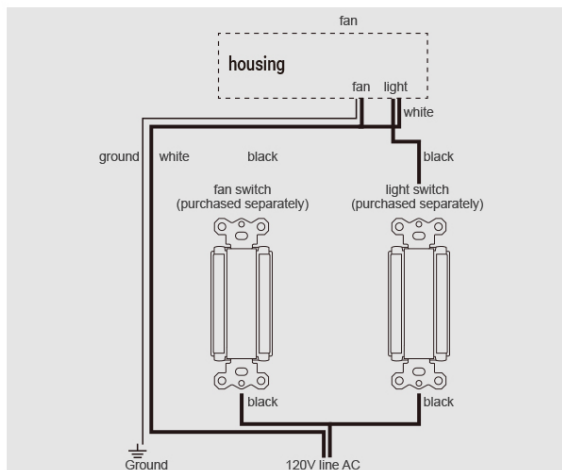 fan
housing
fan light
white
ground white black black
fan switch
(purchased separately)
light switch
(purchased separately)
black black
Ground 120V line AC